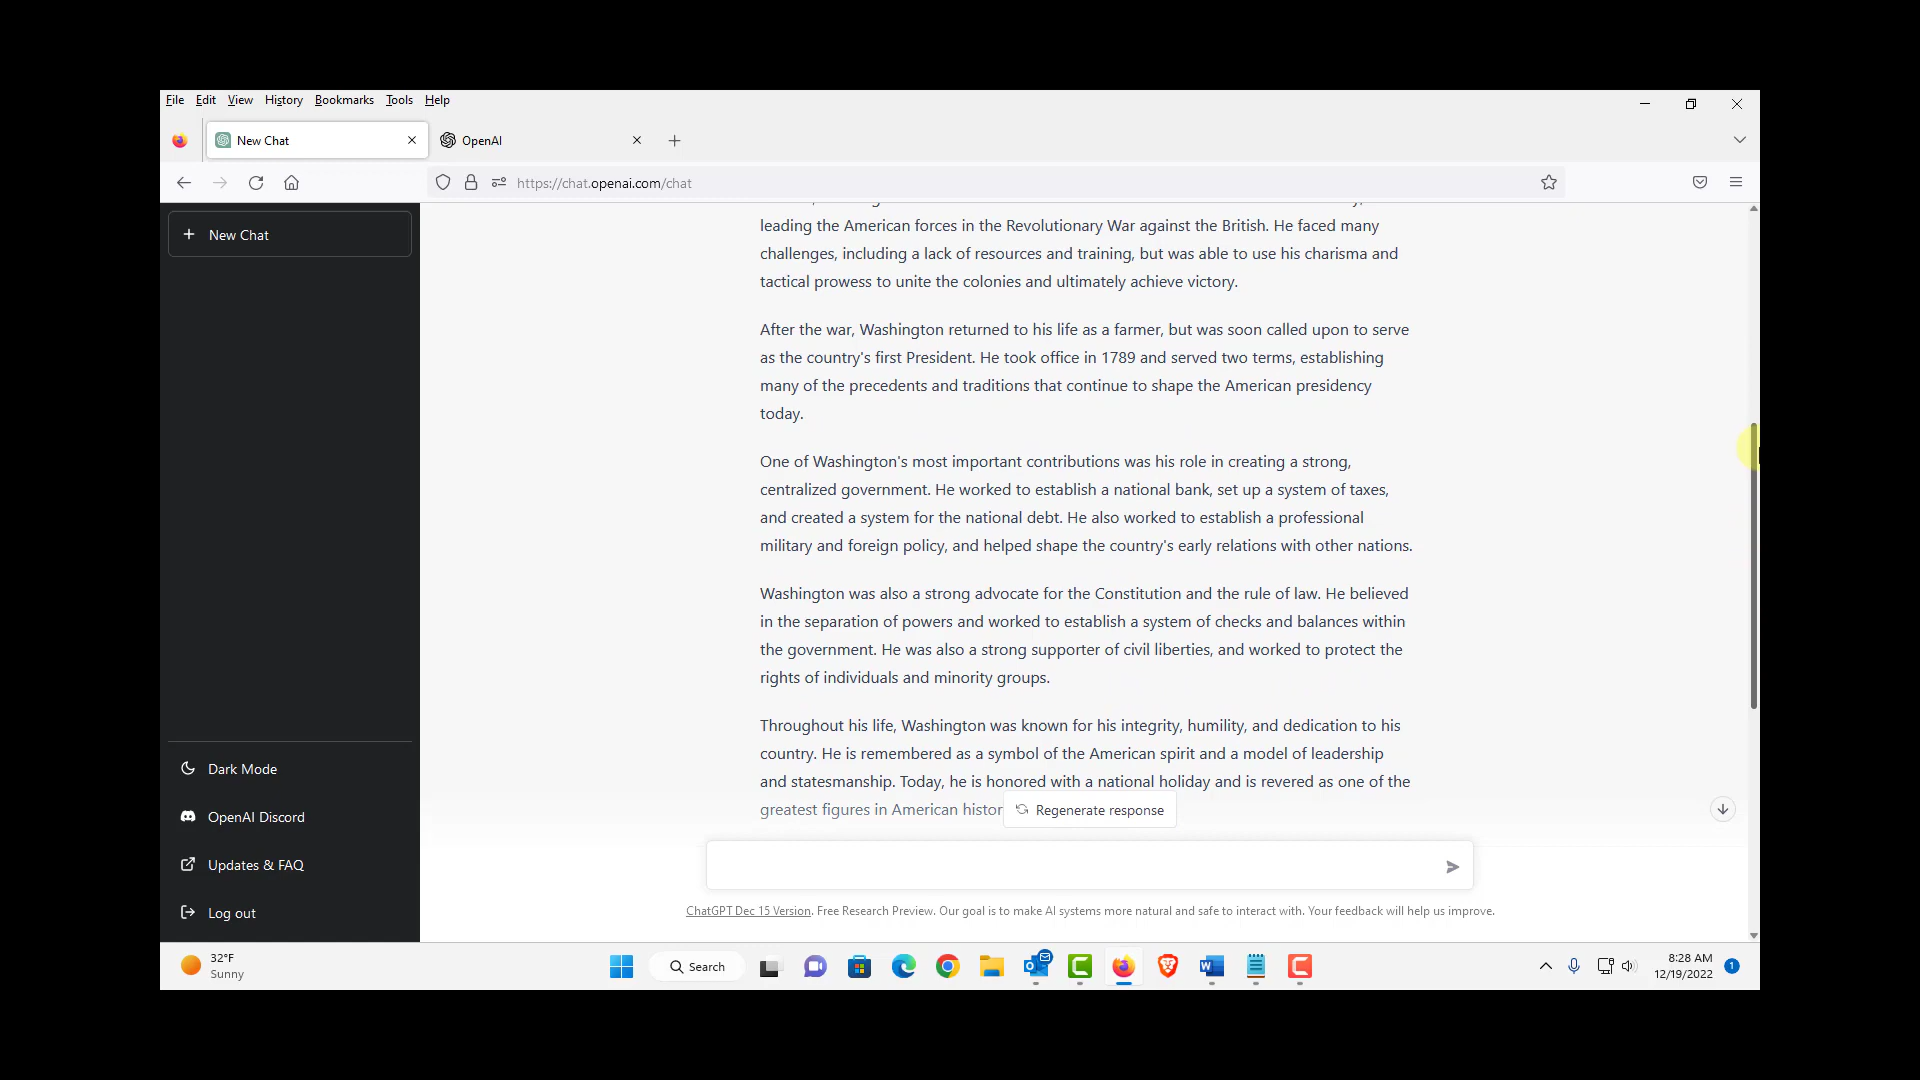 File Edit View History Bookmarks Tools Help
New Chat
OpenAI
https://chat.openai.com/chat
New Chat
leading the American forces in the Revolutionary War against the British. He faced many
challenges, including a lack of resources and training, but was able to use his charisma and
tactical prowess to unite the colonies and ultimately achieve victory.
After the war, Washington returned to his life as a farmer, but was soon called upon to serve
as the country's first President. He took office in 1789 and served two terms, establishing
many of the precedents and traditions that continue to shape the American presidency
today.
One of Washington's most important contributions was his role in creating a strong,
centralized government. He worked to establish a national bank, set up a system of taxes,
and created a system for the national debt. He also worked to establish a professional
military and foreign policy, and helped shape the country's early relations with other nations.
Washington was also a strong advocate for the Constitution and the rule of law. He believed
in the separation of powers and worked to establish a system of checks and balances within
the government. He was also a strong supporter of civil liberties, and worked to protect the
rights of individuals and minority groups.
Throughout his life, Washington was known for his integrity, humility, and dedication to his
country. He is remembered as a symbol of the American spirit and a model of leadership
and statesmanship. Today, he is honored with a national holiday and is revered as one of the
greatest figures in American histor
Regenerate response
Dark Mode
OpenAI Discord
Updates & FAQ
Log out
ChatGPT Dec 15 Version. Free Research Preview. Our goal is to make AI systems more natural and safe to interact with. Your feedback will help us improve.
32°F
Sunny
Search
8:28 AM
12/19/2022
1